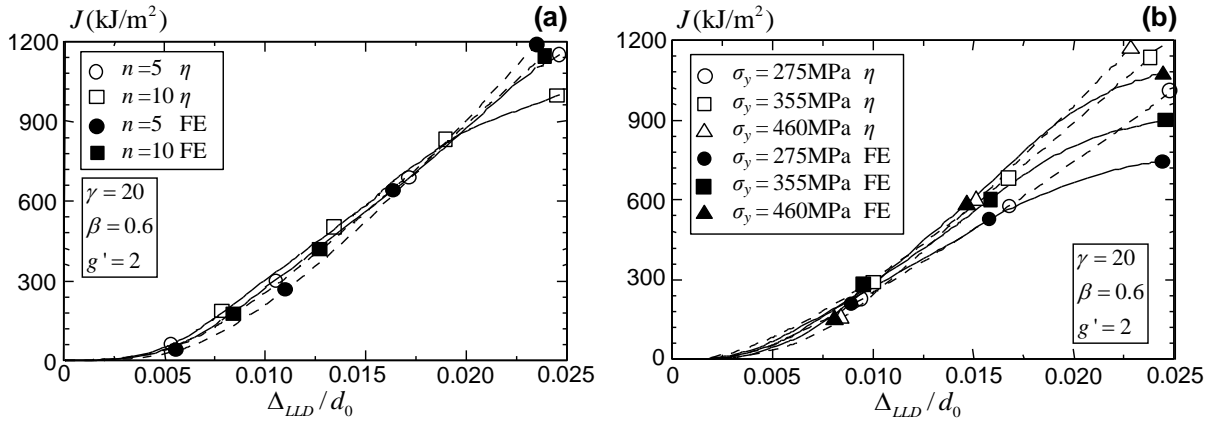 J (kJ/m²) (a)
1200
900
600
300
0
n=5 η
n=10 η
n=5 FE
n=10 FE
γ = 20
β = 0.6
g' = 2
0 0.005 0.010 0.015 0.020 0.025
Δ_LLD / d₀
J (kJ/m²) (b)
1200
900
600
300
0
σ_y = 275MPa η
σ_y = 355MPa η
σ_y = 460MPa η
σ_y = 275MPa FE
σ_y = 355MPa FE
σ_y = 460MPa FE
γ = 20
β = 0.6
g' = 2
0 0.005 0.010 0.015 0.020 0.025
Δ_LLD / d₀